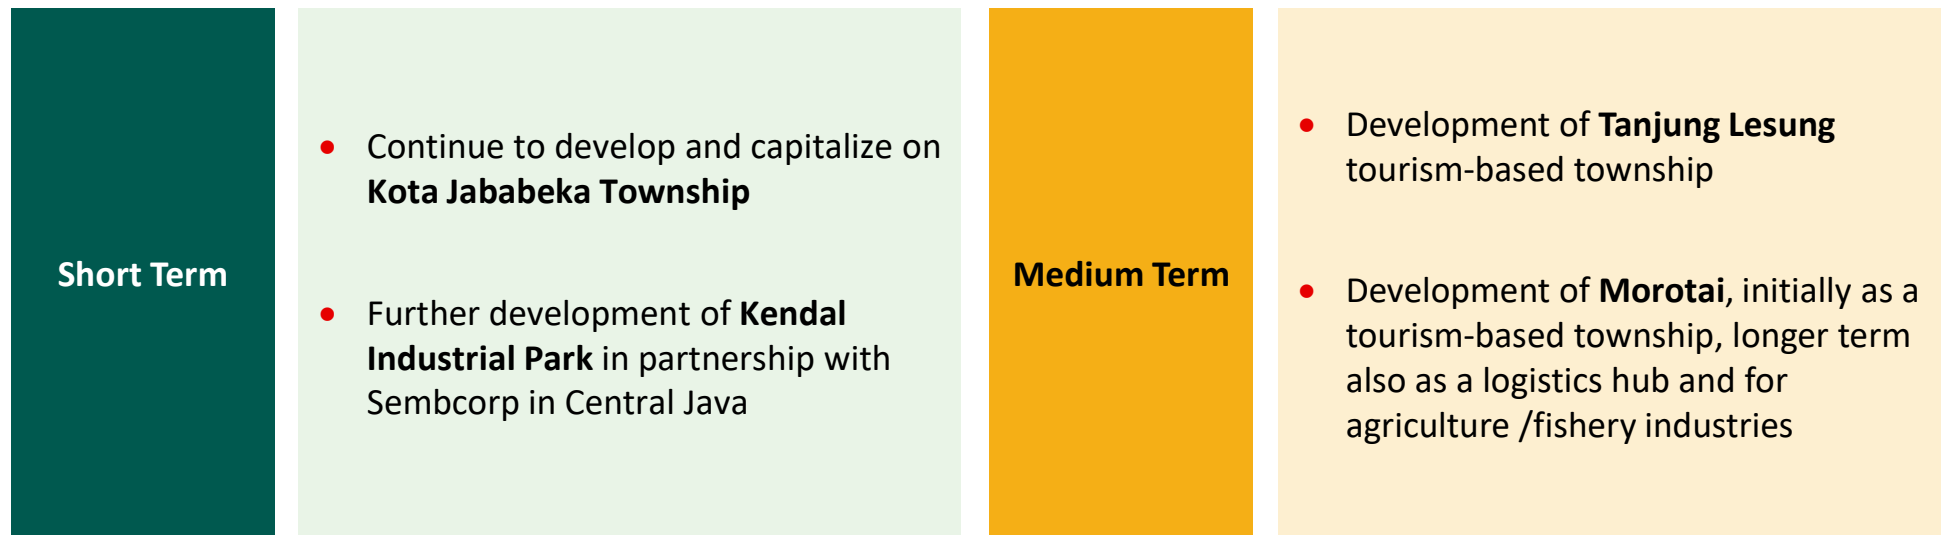 Short Term
• Continue to develop and capitalize on
Kota Jababeka Township
• Further development of Kendal
Industrial Park in partnership with
Sembcorp in Central Java
Medium Term
• Development of Tanjung Lesung
tourism-based township
• Development of Morotai, initially as a
tourism-based township, longer term
also as a logistics hub and for
agriculture /fishery industries